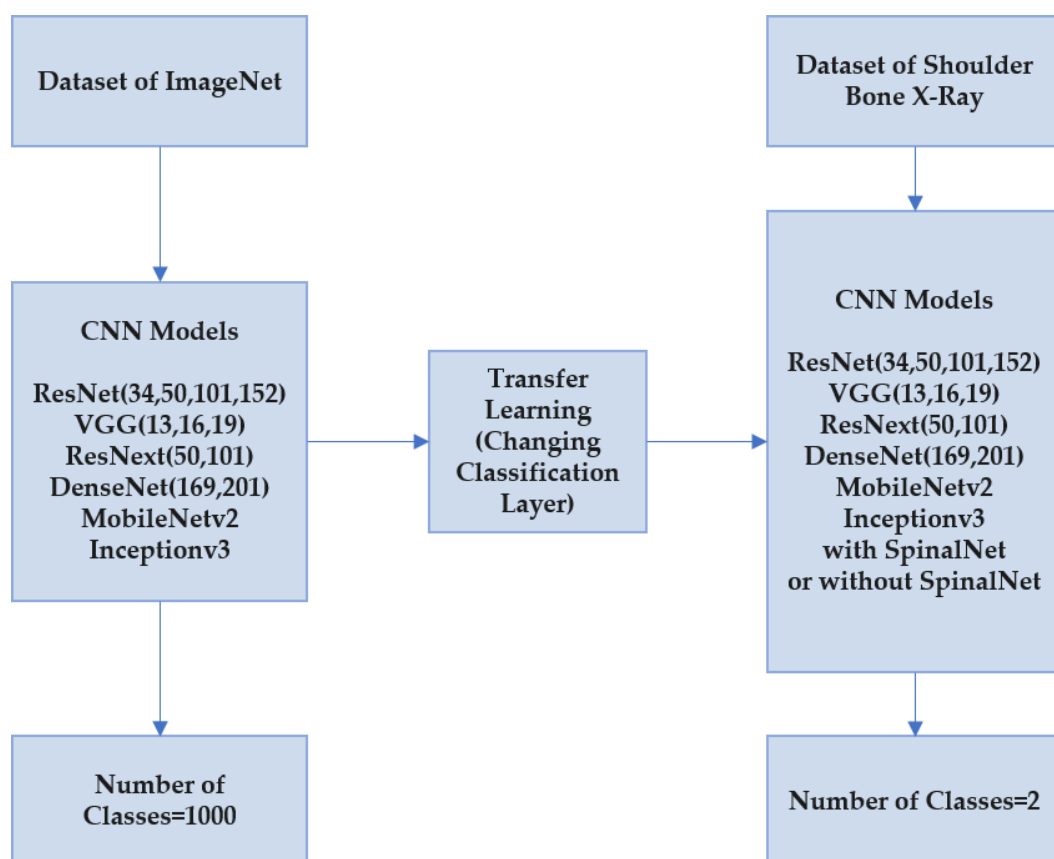 Dataset of ImageNet
CNN Models
ResNet(34,50,101,152)
VGG(13,16,19)
ResNext(50,101)
DenseNet(169,201)
MobileNetv2
Inceptionv3
Number of
Classes=1000
Transfer
Learning
(Changing
Classification
Layer)
Dataset of Shoulder
Bone X-Ray
CNN Models
ResNet(34,50,101,152)
VGG(13,16,19)
ResNext(50,101)
DenseNet(169,201)
MobileNetv2
Inceptionv3
with SpinalNet
or without SpinalNet
Number of Classes=2